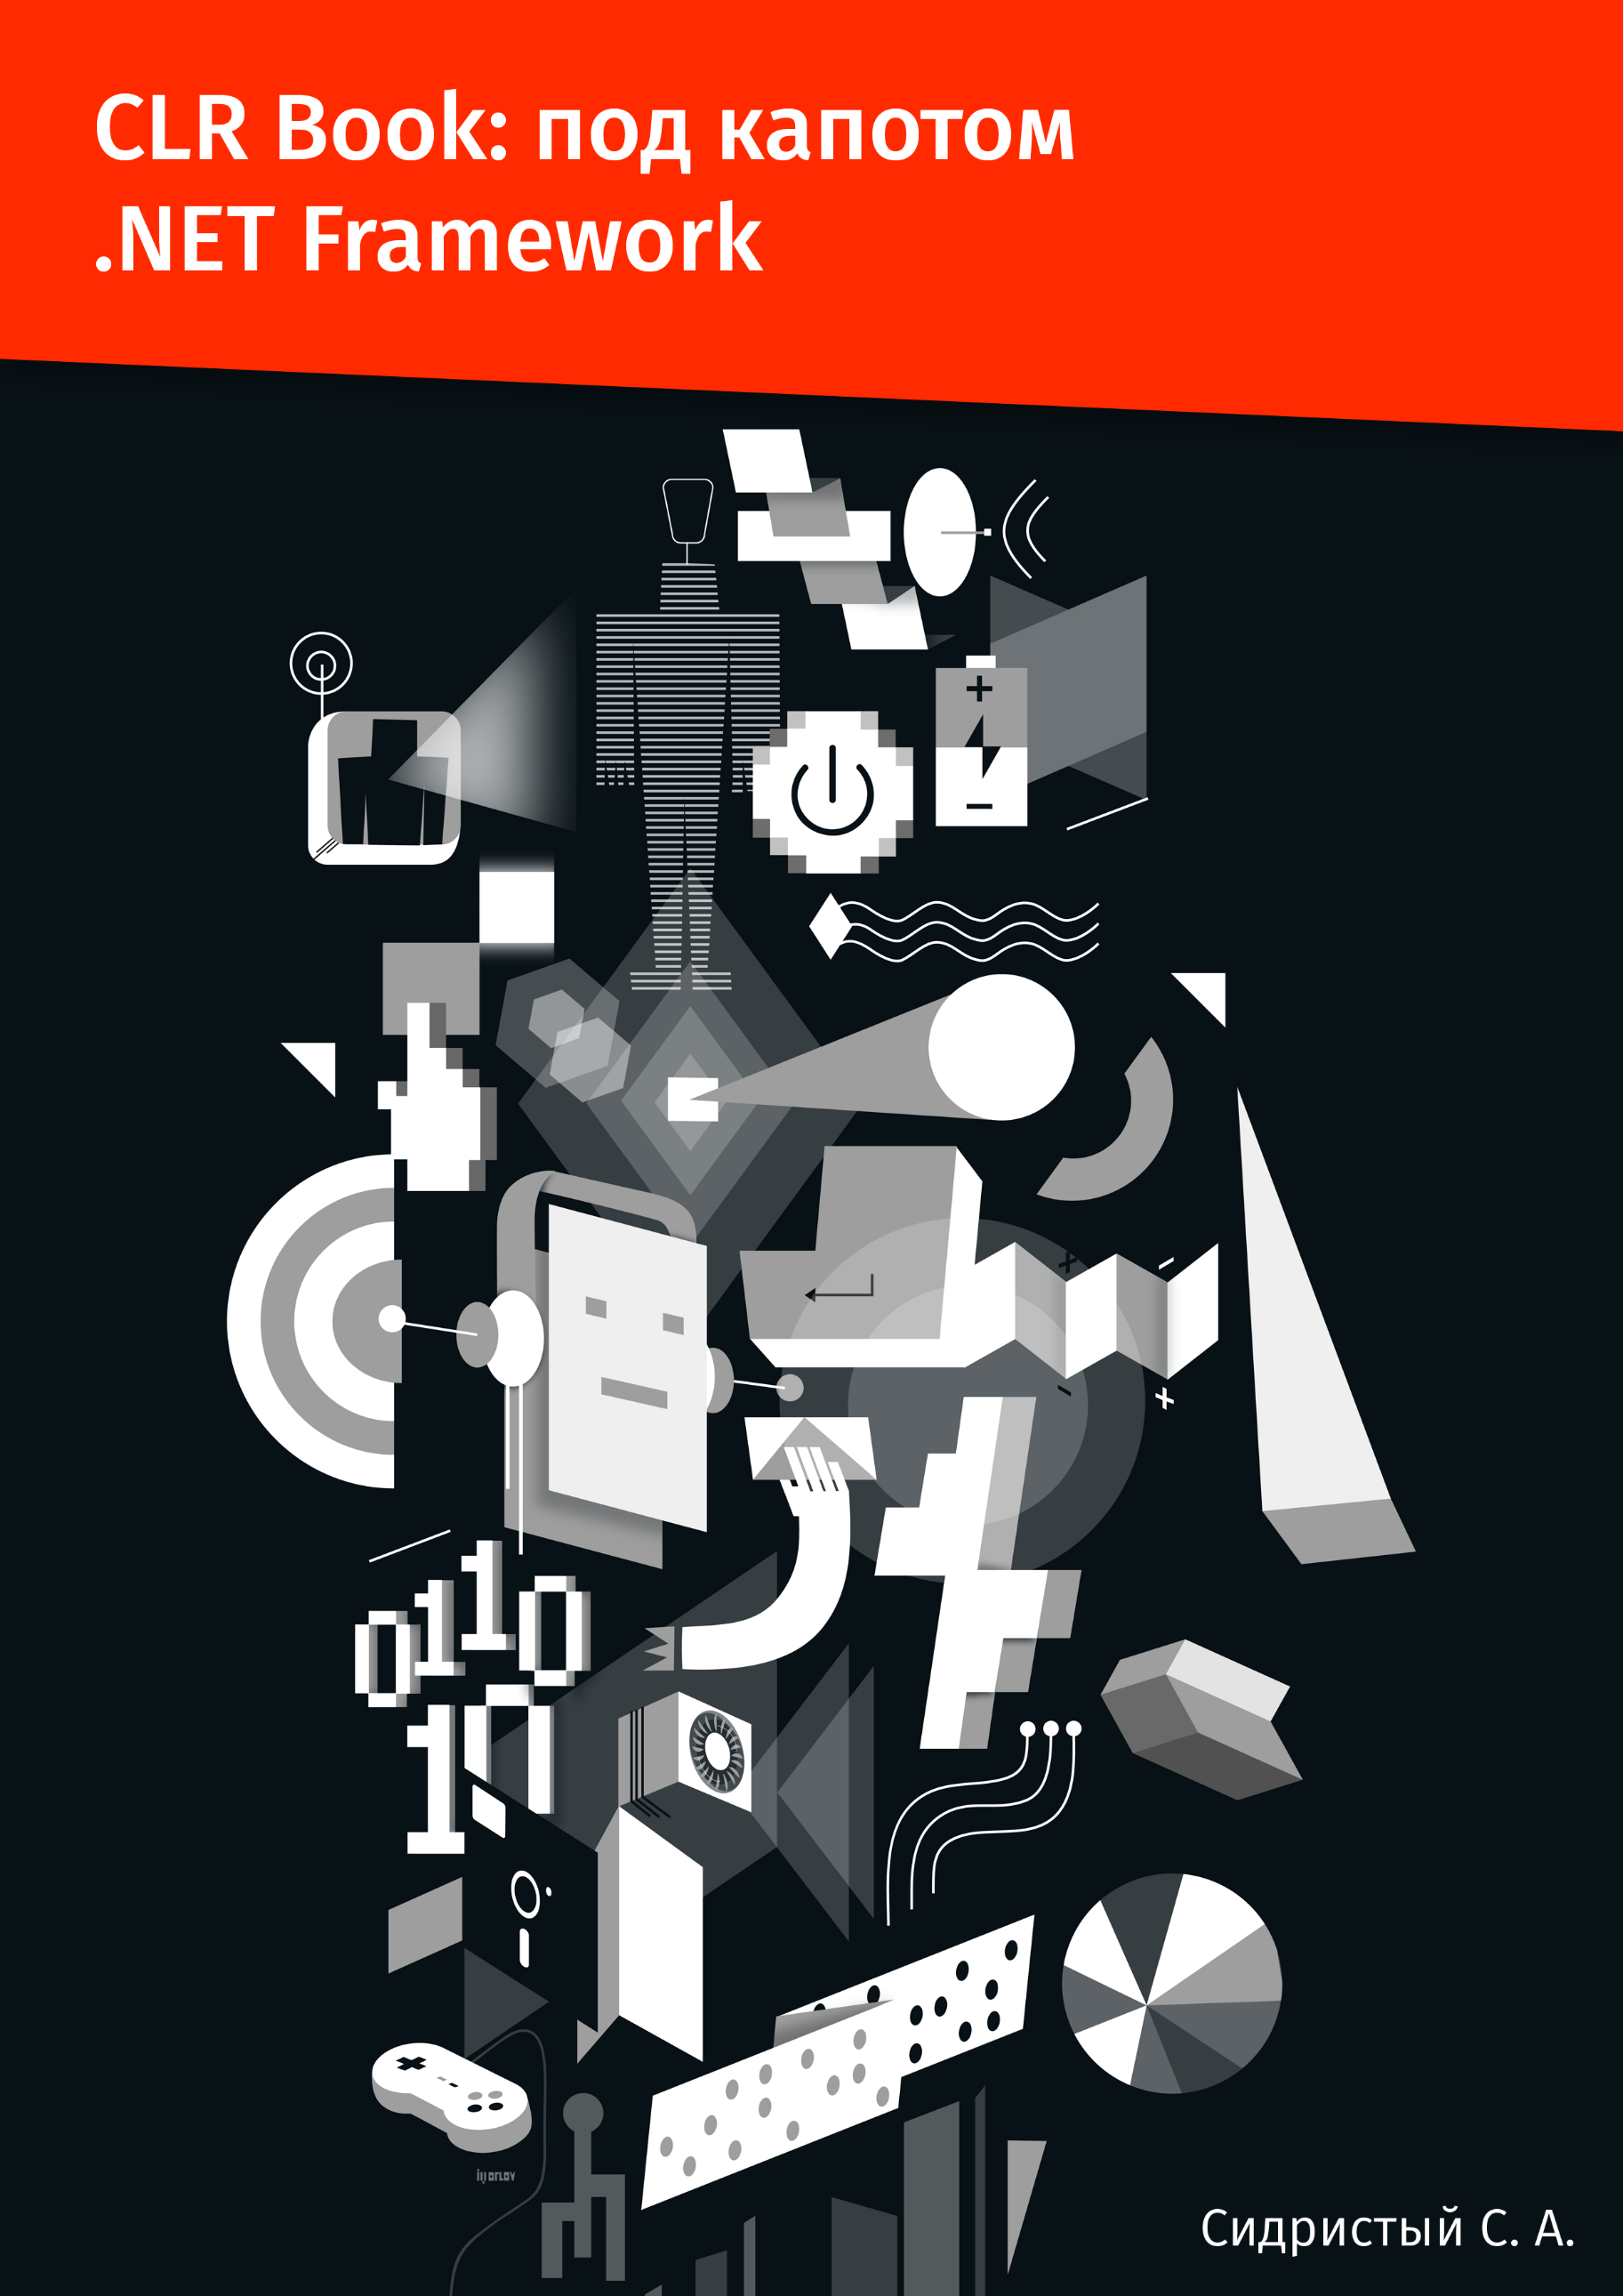 CLR Book: под капотом
.NET Framework
+
−
0110
10
Сидристый С. А.